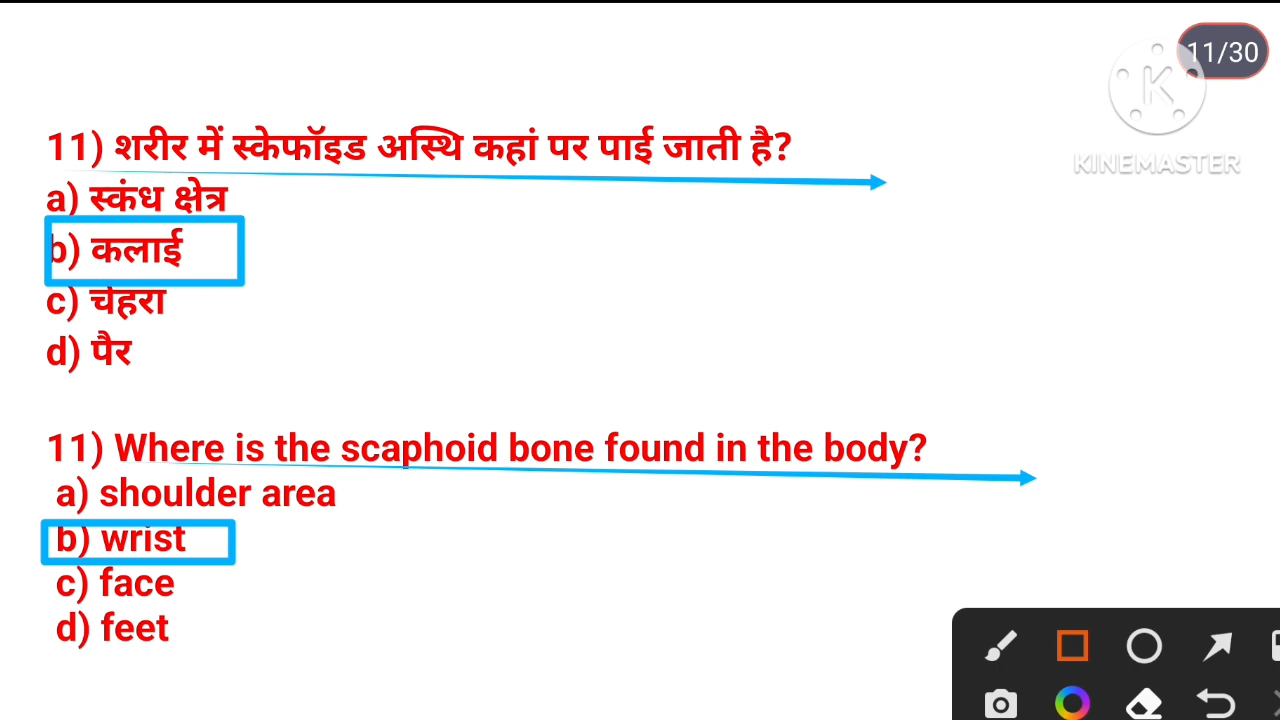 11/30
KINEMASTER
11) शरीर में स्केफॉइड अस्थि कहां पर पाई जाती है?
a) स्कंध क्षेत्र
b) कलाई
c) चेहरा
d) पैर
11) Where is the scaphoid bone found in the body?
a) shoulder area
b) wrist
c) face
d) feet